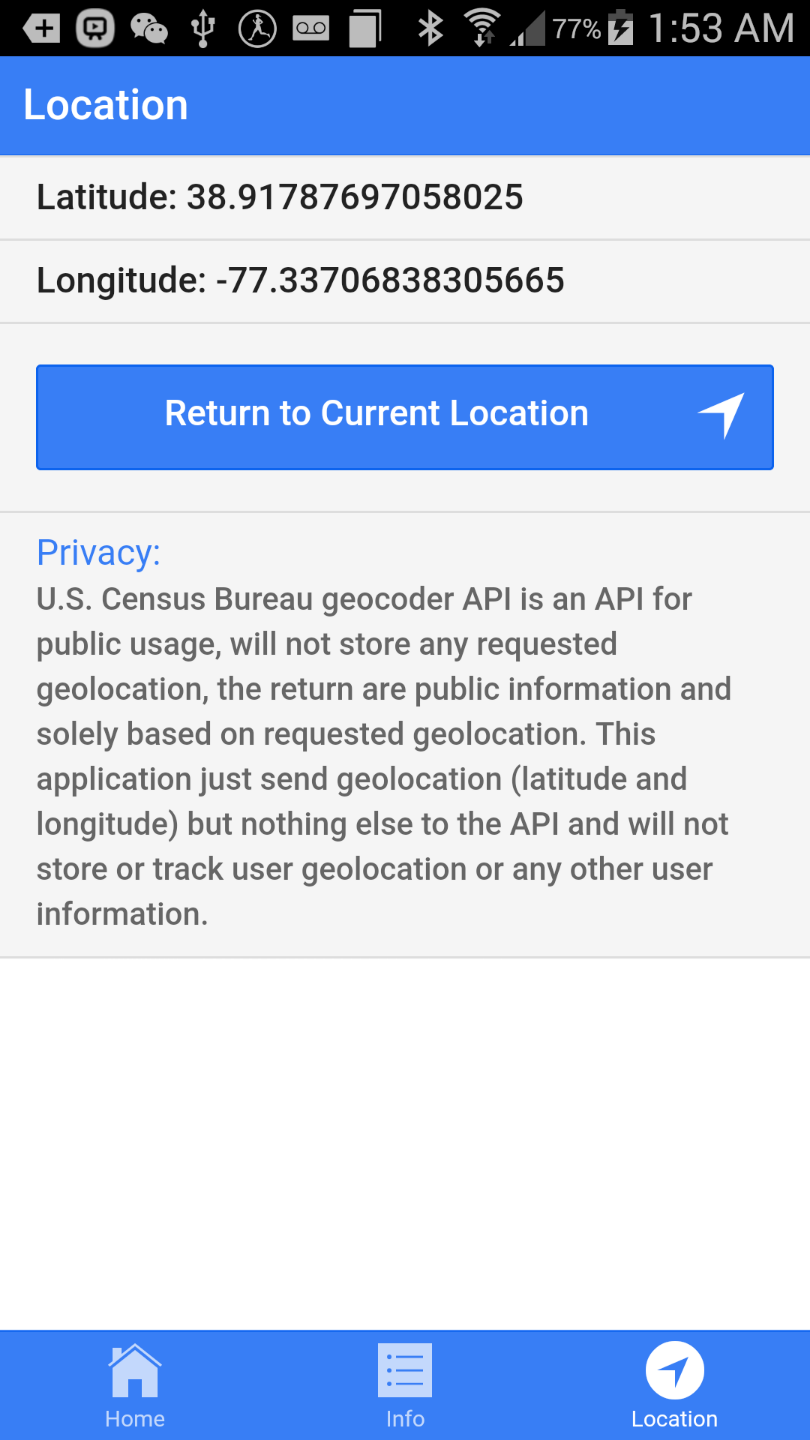 77% 1:53 AM
Location
Latitude: 38.91787697058025
Longitude: -77.33706838305665
Return to Current Location
Privacy:
U.S. Census Bureau geocoder API is an API for
public usage, will not store any requested
geolocation, the return are public information and
solely based on requested geolocation. This
application just send geolocation (latitude and
longitude) but nothing else to the API and will not
store or track user geolocation or any other user
information.
Home Info Location